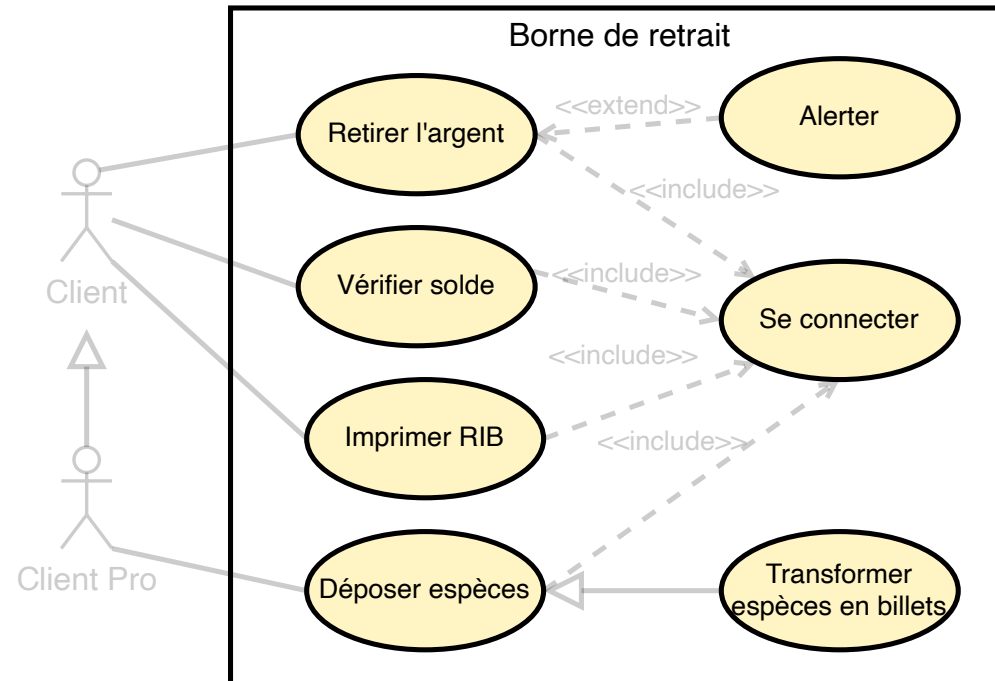 Borne de retrait
Retirer l'argent
<<extend>>
Alerter
<<include>>
Client
Vérifier solde
<<include>>
Se connecter
<<include>>
Imprimer RIB
<<include>>
Client Pro
Déposer espèces
Transformer
espèces en billets